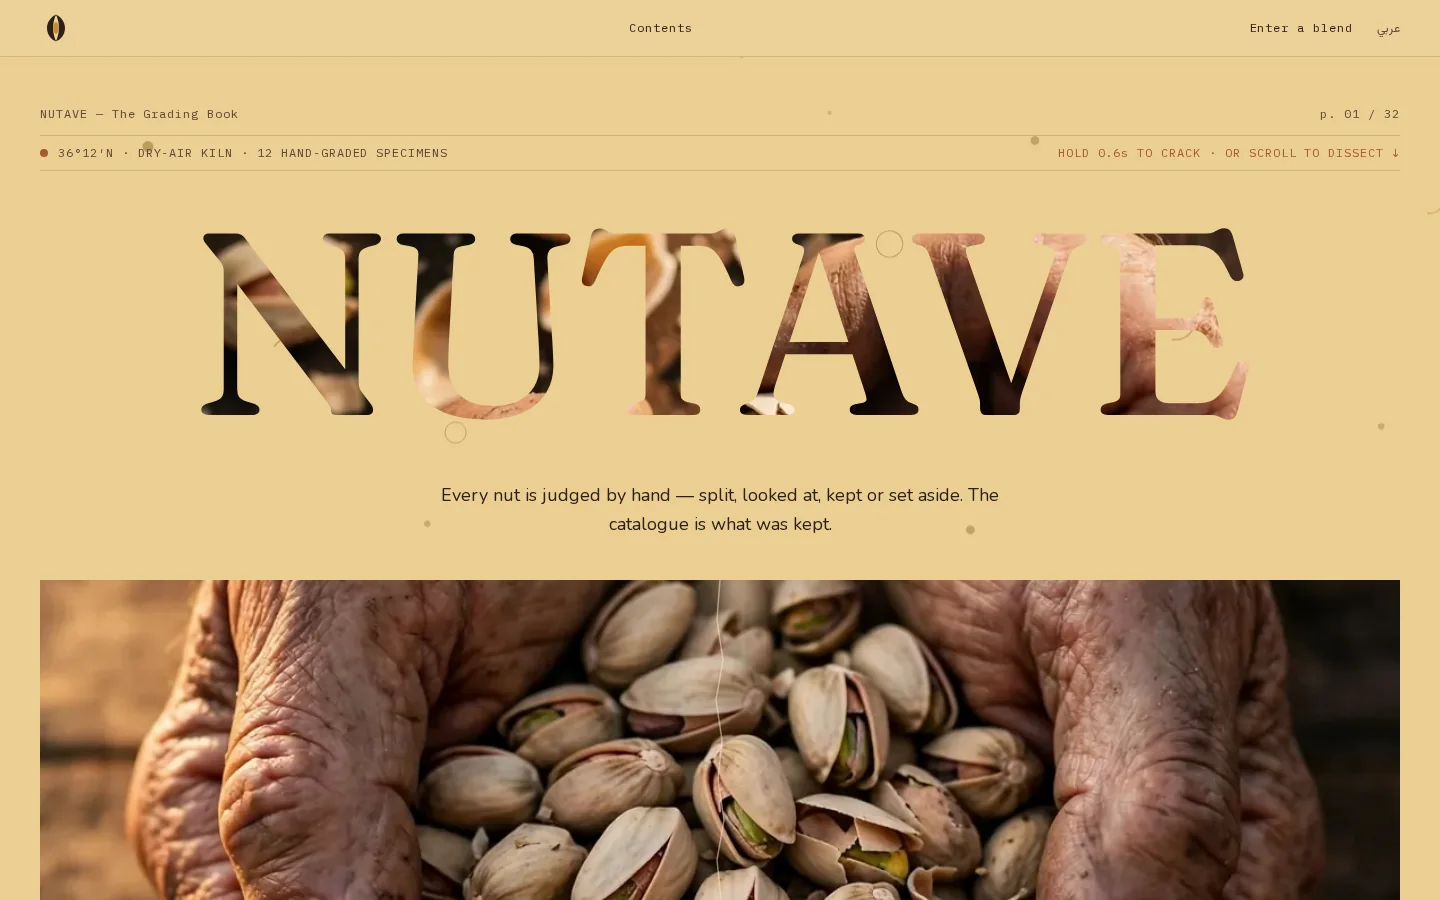 Contents
Enter a blend
عربي
NUTAVE — The Grading Book
p. 01 / 32
36°12′N · DRY-AIR KILN · 12 HAND-GRADED SPECIMENS
HOLD 0.6s TO CRACK · OR SCROLL TO DISSECT ↓
NUTAVE
Every nut is judged by hand — split, looked at, kept or set aside. The
catalogue is what was kept.